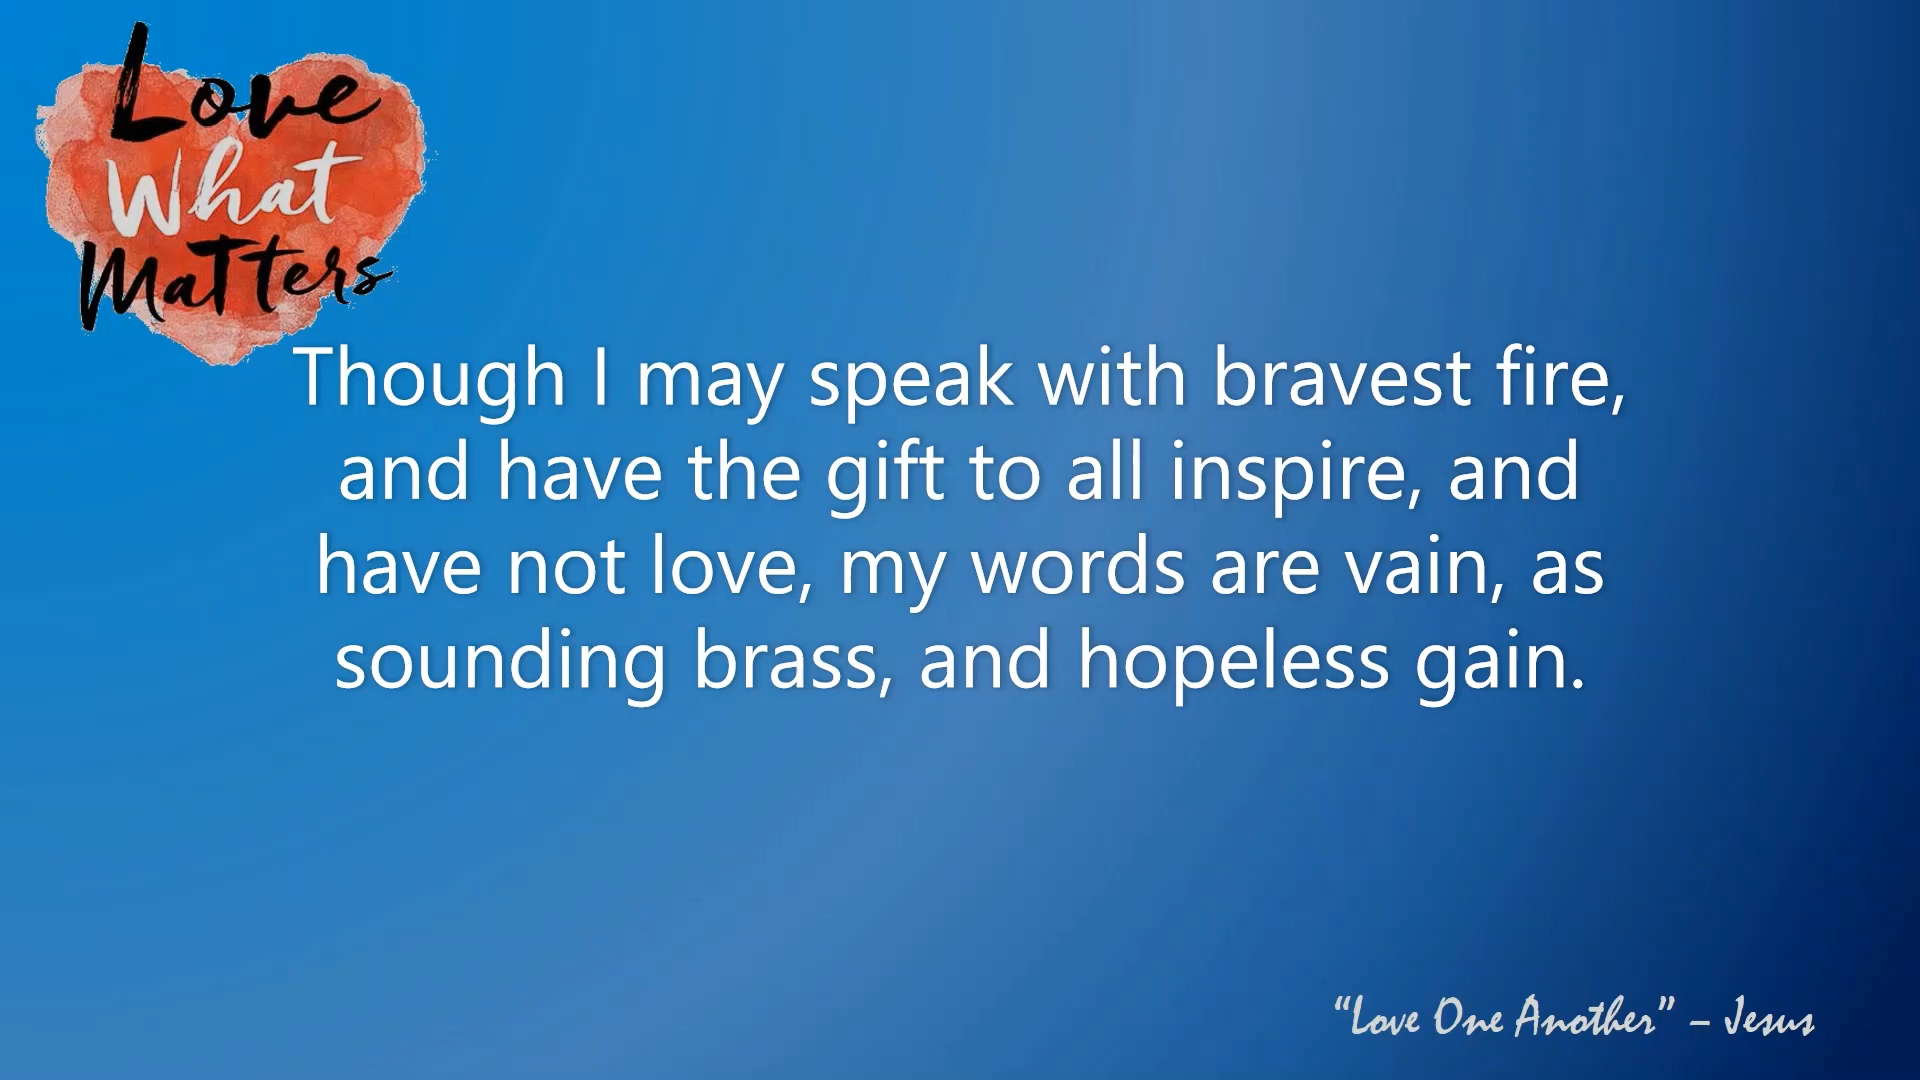 Love
What
Matters
Though I may speak with bravest fire,
and have the gift to all inspire, and
have not love, my words are vain, as
sounding brass, and hopeless gain.
“Love One Another” – Jesus